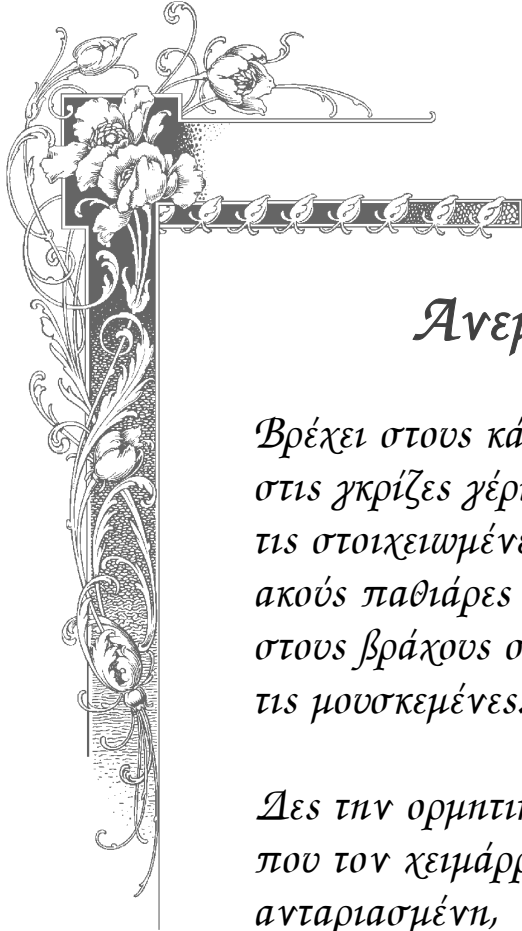 Ανεμ
Βρέχει στους κά
στις γκρίζες γέρι
τις στοιχειωμένε
ακούς παθιάρες
στους βράχους σ
τις μουσκεμένες.
Δες την ορμητικ
που τον χειμάρρ
ανταριασμένη,